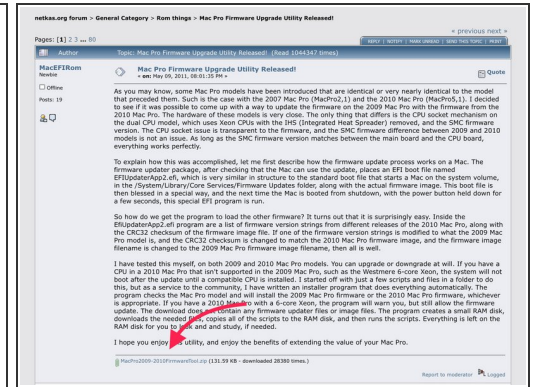 netkas.org forum > General Category > Rom things > Mac Pro Firmware Upgrade Utility Released!
« previous next »
Pages: [1] 2 3 ... 80
REPLY | NOTIFY | MARK UNREAD | SEND THIS TOPIC | PRINT
Author
Topic: Mac Pro Firmware Upgrade Utility Released! (Read 1044347 times)
MacEFIRom
Newbie
Offline
Posts: 19
Mac Pro Firmware Upgrade Utility Released!
« on: May 09, 2011, 08:01:35 PM »
Quote
As you may know, some Mac Pro models have been introduced that are identical or very nearly identical to the model
that preceded them. Such is the case with the 2007 Mac Pro (MacPro2,1) and the 2010 Mac Pro (MacPro5,1). I decided
to see if it was possible to come up with a way to update the firmware on the 2009 Mac Pro with the firmware from the
2010 Mac Pro. The hardware of these models is very close. The only thing that differs is the CPU socket mechanism on
the dual CPU model, which uses Xeon CPUs with the IHS (Integrated Heat Spreader) removed, and the SMC firmware
version. The CPU socket issue is transparent to the firmware, and the SMC firmware difference between 2009 and 2010
models is not an issue. As long as the SMC firmware version matches between the main board and the CPU board,
everything works perfectly.
To explain how this was accomplished, let me first describe how the firmware update process works on a Mac. The
firmware updater package, after checking that the Mac can use the update, places an EFI boot file named
EFIUpdaterApp2.efi, which is very similar in structure to the standard boot file that starts a Mac on the system volume,
in the /System/Library/Core Services/Firmware Updates folder, along with the actual firmware image. This boot file is
then blessed in a special way, and the next time the Mac is booted from shutdown, with the power button held down for
a few seconds, this special EFI program is run.
So how do we get the program to load the other firmware? It turns out that it is surprisingly easy. Inside the
EfiUpdaterApp2.efi program are a list of firmware version strings from different releases of the 2010 Mac Pro, along with
the CRC32 checksum of the firmware image file. If one of the firmware version strings is modified to what the 2009 Mac
Pro model is, and the CRC32 checksum is changed to match the 2010 Mac Pro firmware image, and the firmware image
filename is changed to the 2009 Mac Pro firmware image filename, then all is well.
I have tested this myself, on both 2009 and 2010 Mac Pro models. You can upgrade or downgrade at will. If you have a
CPU in a 2010 Mac Pro that isn't supported in the 2009 Mac Pro, such as the Westmere 6-core Xeon, the system will not
boot after the update until a compatible CPU is installed. I started off with just a few scripts and files in a folder to do
this, but as a service to the community, I have written an installer program that does everything automatically. The
program checks the Mac Pro model and will install the 2009 Mac Pro firmware or the 2010 Mac Pro firmware, whichever
is appropriate. If you have a 2010 Mac Pro with a 6-core Xeon, the program will warn you, but still allow the firmware
update. The download does not contain any firmware updater files or image files. The program creates a small RAM disk,
downloads the needed files, copies all of the scripts to the RAM disk, and then runs the scripts. Everything is left on the
RAM disk for you to look and and study, if needed.
I hope you enjoy utility, and enjoy the benefits of extending the value of your Mac Pro.
MacPro2009-2010FirmwareTool.zip (131.59 KB - downloaded 28380 times.)
Report to moderator Logged